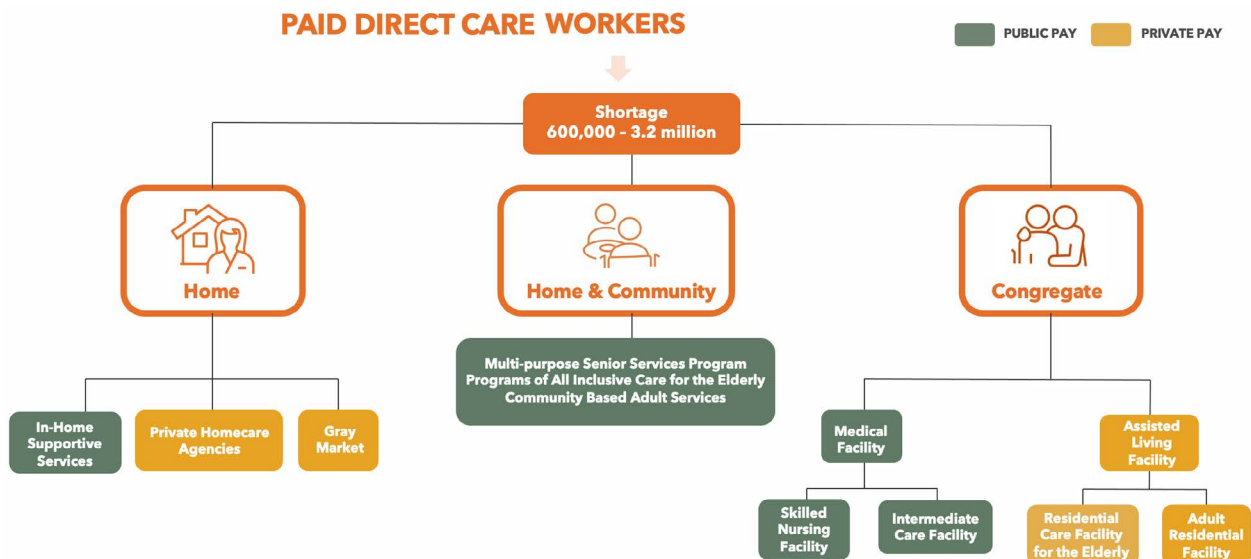 PAID DIRECT CARE WORKERS
PUBLIC PAY
PRIVATE PAY
Shortage
600,000 – 3.2 million
Home
Home & Community
Congregate
Multi-purpose Senior Services Program
Programs of All Inclusive Care for the Elderly
Community Based Adult Services
In-Home
Supportive
Services
Private Homecare
Agencies
Gray
Market
Medical
Facility
Assisted
Living
Facility
Skilled
Nursing
Facility
Intermediate
Care Facility
Residential
Care Facility
for the Elderly
Adult
Residential
Facility